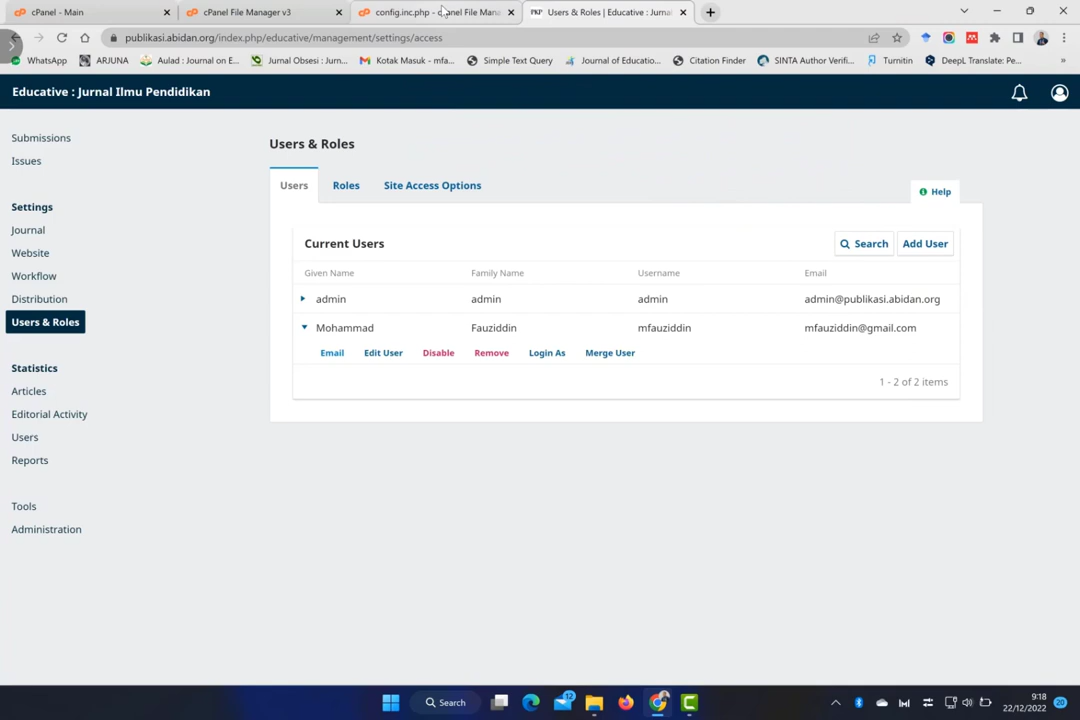 cPanel - Main
cPanel File Manager v3
config.inc.php - cPanel File Mana
PKP Users & Roles | Educative : Jurnal
publikasi.abidan.org/index.php/educative/management/settings/access
WhatsApp
ARJUNA
Aulad : Journal on E...
Jurnal Obsesi : Jurn...
Kotak Masuk - mfa...
Simple Text Query
Journal of Educatio...
Citation Finder
SINTA Author Verifi...
Turnitin
DeepL Translate: Pe...
»
Educative : Jurnal Ilmu Pendidikan
Submissions
Issues
Settings
Journal
Website
Workflow
Distribution
Users & Roles
Statistics
Articles
Editorial Activity
Users
Reports
Tools
Administration
Users & Roles
Users Roles Site Access Options
Help
Current Users
Search Add User
Given Name Family Name Username Email
admin admin admin admin@publikasi.abidan.org
Mohammad Fauziddin mfauziddin mfauziddin@gmail.com
Email Edit User Disable Remove Login As Merge User
1 - 2 of 2 items
Search
12
9:18
22/12/2022
20